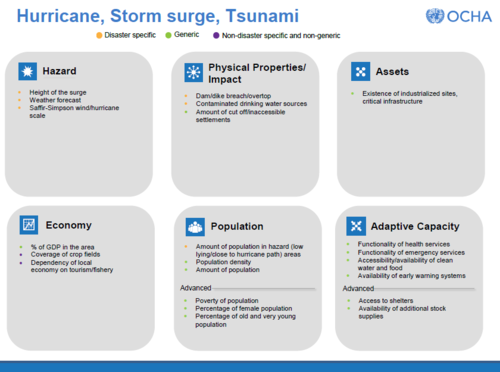 Hurricane, Storm surge, Tsunami
OCHA
Disaster specific
Generic
Non-disaster specific and non-generic
Hazard
Height of the surge
Weather forecast
Saffir-Simpson wind/hurricane
scale
Physical Properties/
Impact
Dam/dike breach/overtop
Contaminated drinking water sources
Amount of cut off/inaccessible
settlements
Assets
Existence of industrialized sites,
critical infrastructure
Economy
% of GDP in the area
Coverage of crop fields
Dependency of local
economy on tourism/fishery
Population
Amount of population in hazard (low
lying/close to hurricane path) areas
Population density
Amount of population
Advanced
Poverty of population
Percentage of female population
Percentage of old and very young
population
Adaptive Capacity
Functionality of health services
Functionality of emergency services
Accessibility/availability of clean
water and food
Availability of early warning systems
Advanced
Access to shelters
Availability of additional stock
supplies